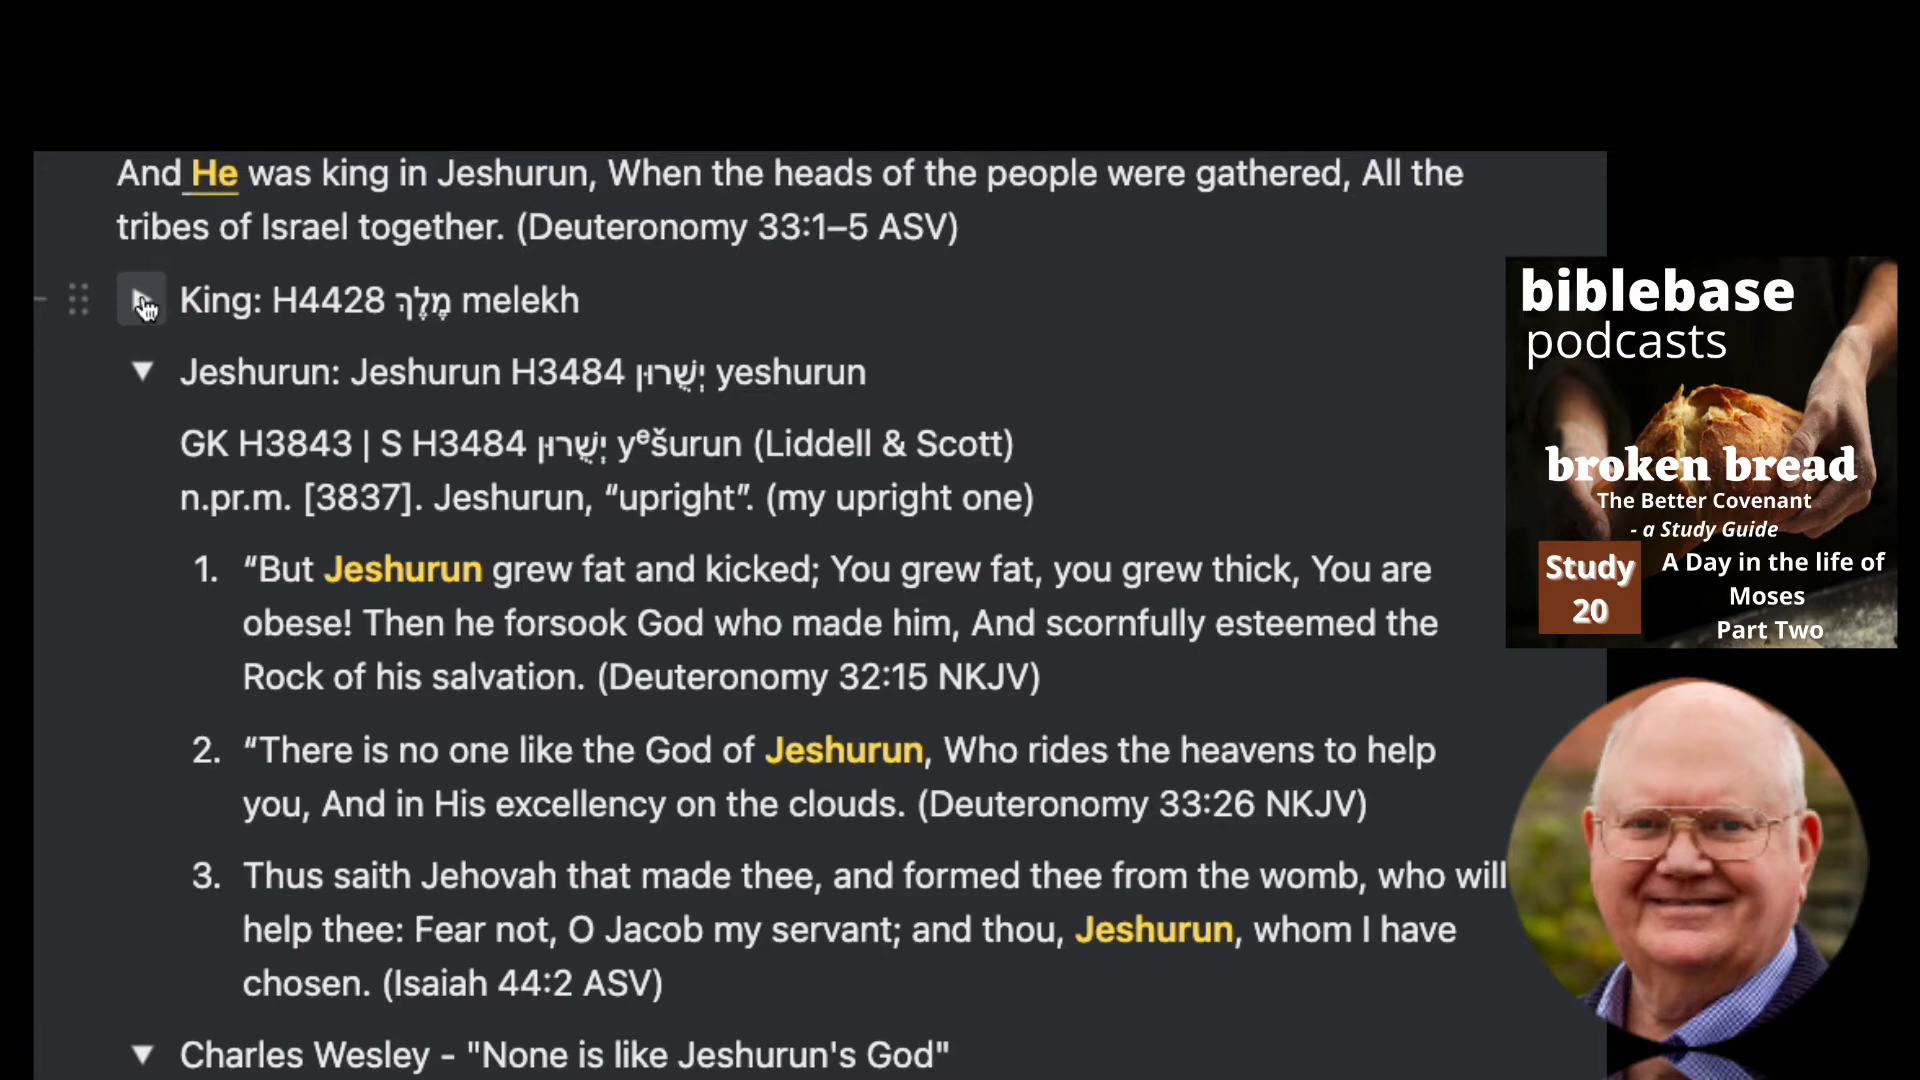 And He was king in Jeshurun, When the heads of the people were gathered, All the
tribes of Israel together. (Deuteronomy 33:1–5 ASV)
King: H4428 מֶלֶךְ melekh
Jeshurun: Jeshurun H3484 יְשֻׁרוּן yeshurun
GK H3843 | S H3484 יְשֻׁרוּן yᵉšurun (Liddell & Scott)
n.pr.m. [3837]. Jeshurun, “upright”. (my upright one)
1. “But Jeshurun grew fat and kicked; You grew fat, you grew thick, You are
obese! Then he forsook God who made him, And scornfully esteemed the
Rock of his salvation. (Deuteronomy 32:15 NKJV)
2. “There is no one like the God of Jeshurun, Who rides the heavens to help
you, And in His excellency on the clouds. (Deuteronomy 33:26 NKJV)
3. Thus saith Jehovah that made thee, and formed thee from the womb, who will
help thee: Fear not, O Jacob my servant; and thou, Jeshurun, whom I have
chosen. (Isaiah 44:2 ASV)
Charles Wesley - "None is like Jeshurun's God"
biblebase
podcasts
broken bread
The Better Covenant
- a Study Guide
Study
20
A Day in the life of
Moses
Part Two